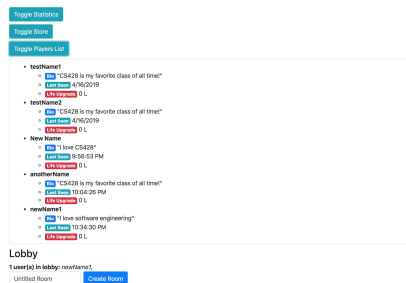 Toggle Statistics
Toggle Store
Toggle Players List
testName1
Bio "CS428 is my favorite class of all time!"
Last Seen 4/16/2019
Life Upgrade 0 L
testName2
Bio "CS428 is my favorite class of all time!"
Last Seen 4/16/2019
Life Upgrade 0 L
New Name
Bio "I love CS428"
Last Seen 9:56:53 PM
Life Upgrade 0 L
anotherName
Bio "CS428 is my favorite class of all time!"
Last Seen 10:04:26 PM
Life Upgrade 0 L
newName1
Bio "I love software engineering"
Last Seen 10:34:30 PM
Life Upgrade 0 L
Lobby
1 user(s) in lobby: newName1,
Untitled Room Create Room